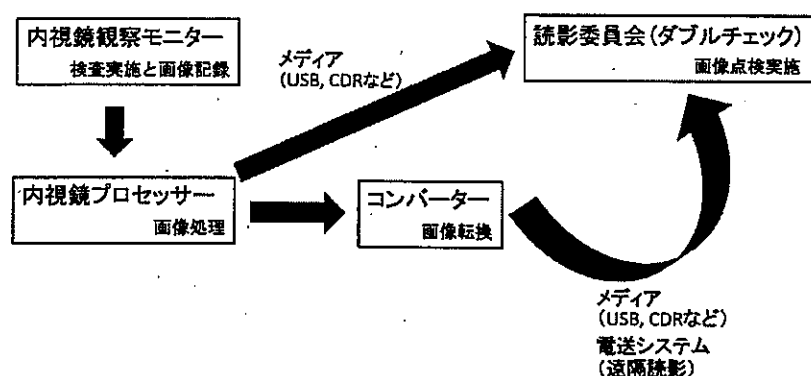 内視鏡観察モニター
検査実施と画像記録
メディア
(USB, CDRなど)
読影委員会(ダブルチェック)
画像点検実施
内視鏡プロセッサー
画像処理
コンバーター
画像転換
メディア
(USB, CDRなど)
電送システム
(遠隔読影)